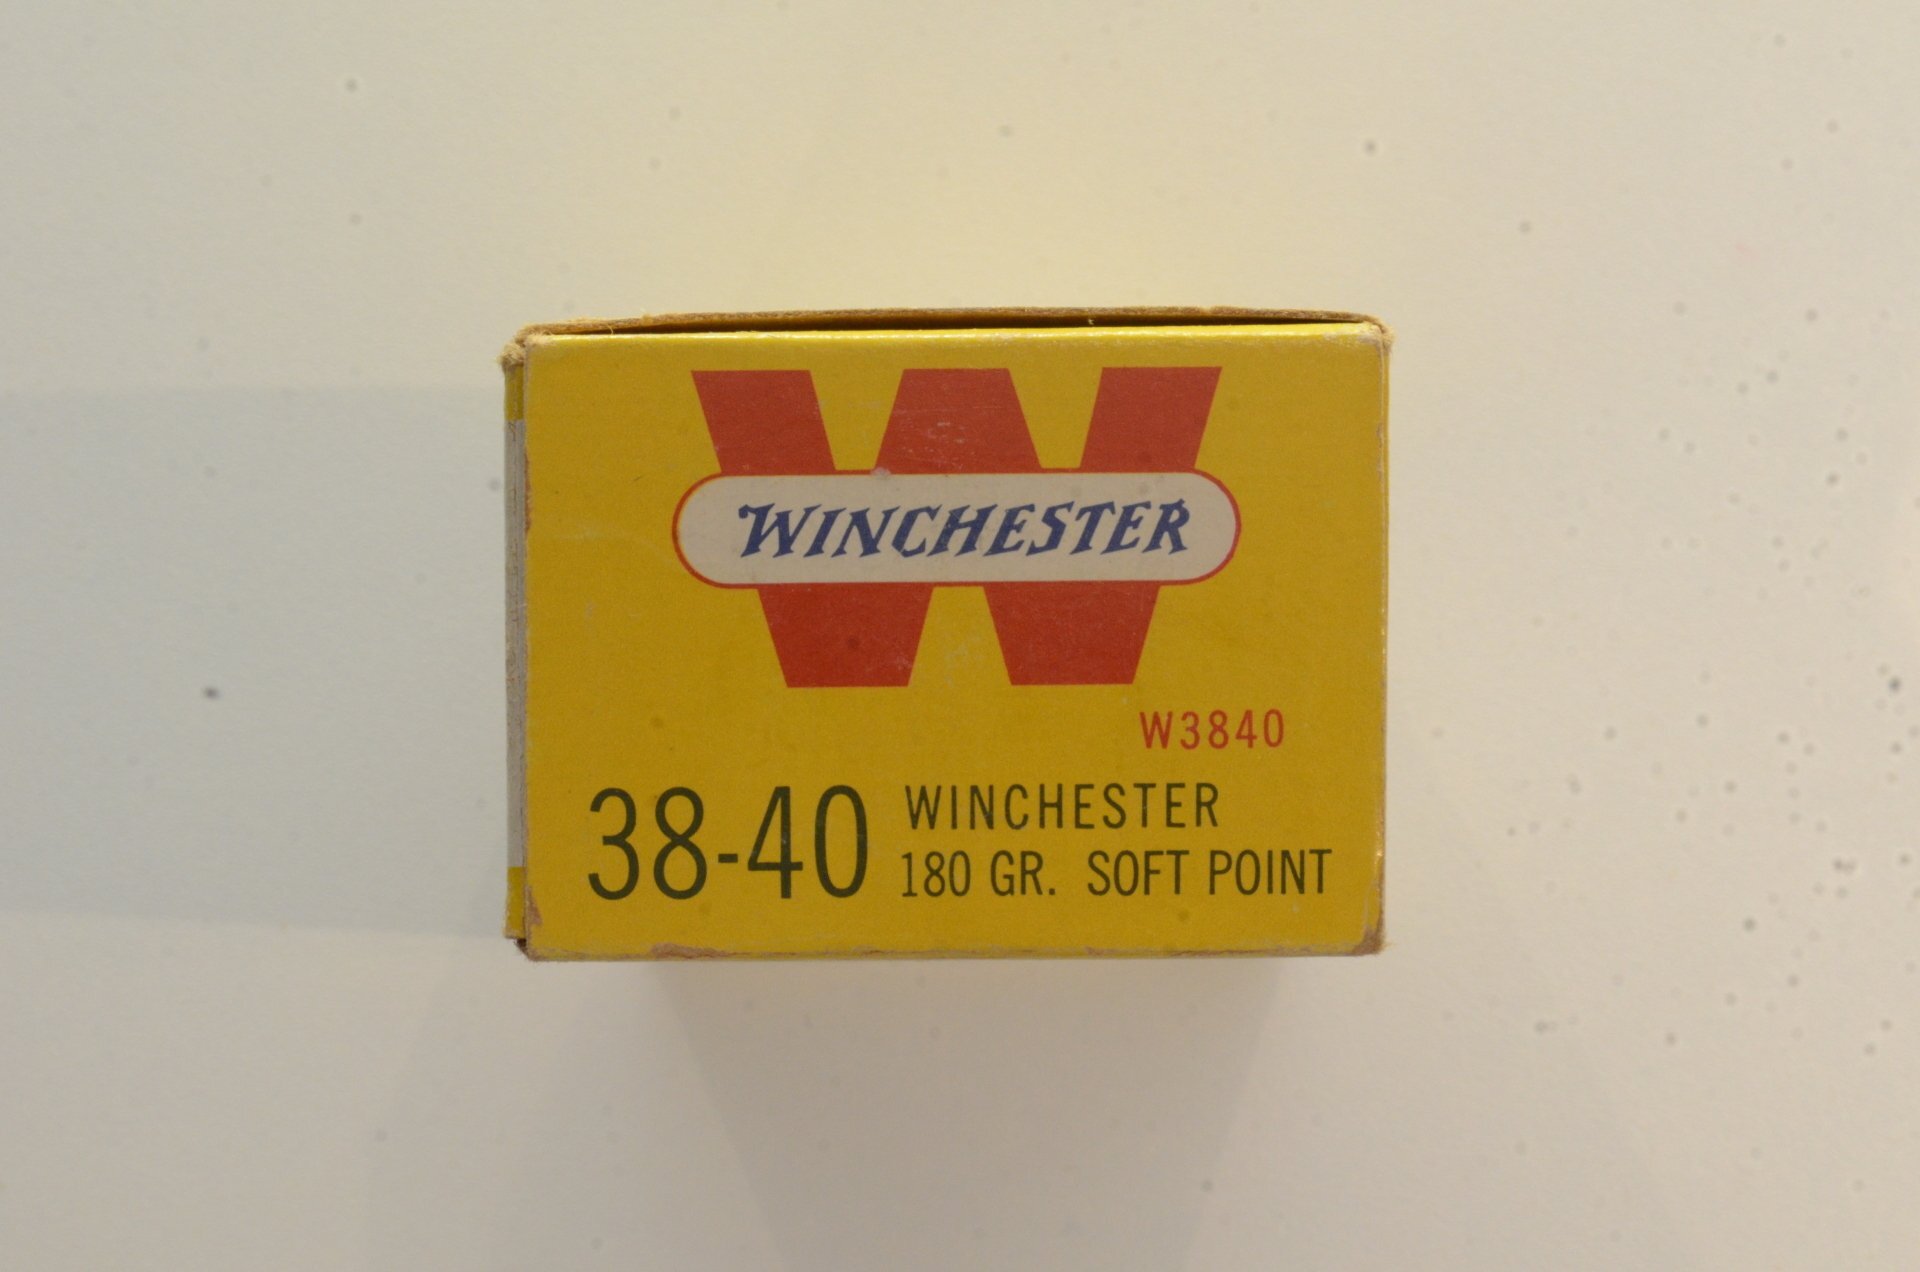 WINCHESTER
W3840
38-40 WINCHESTER
180 GR. SOFT POINT